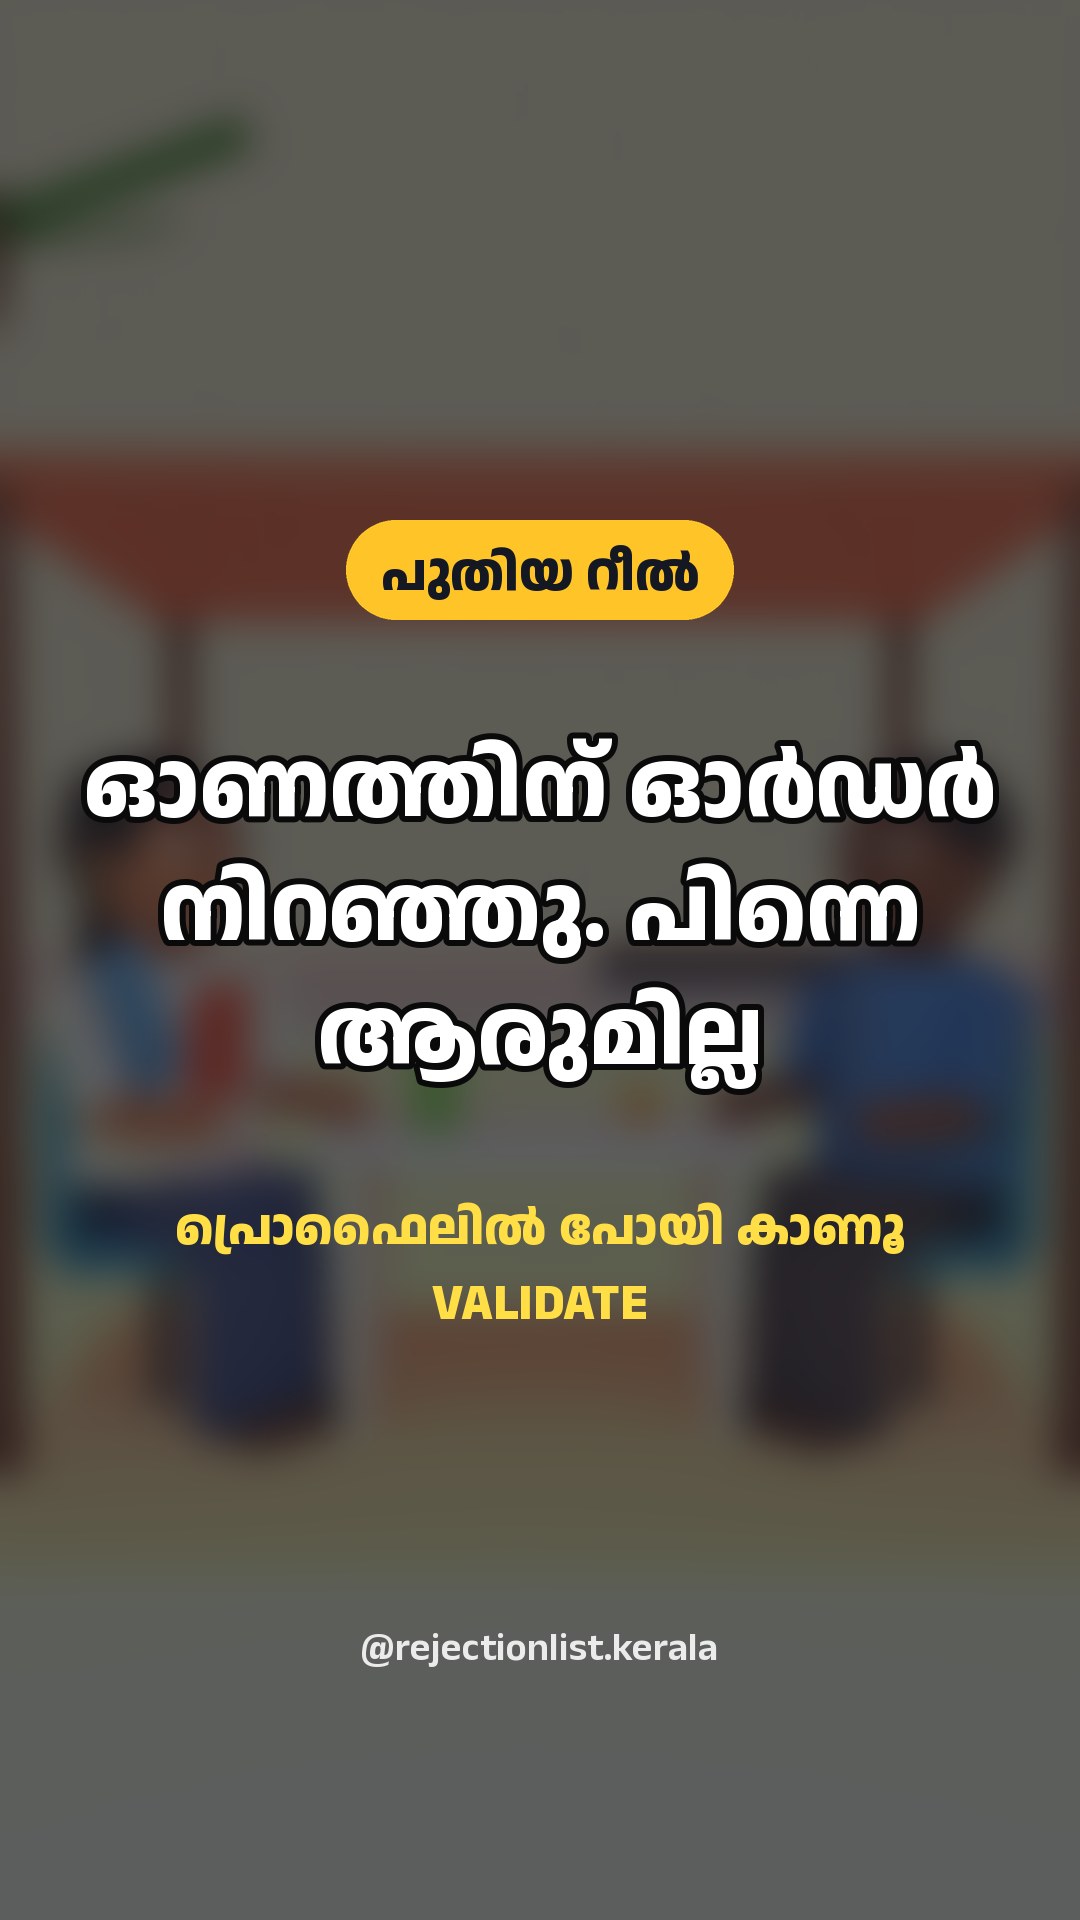 പുതിയ റീൽ
ഓണത്തിന് ഓർഡർ
നിറഞ്ഞു. പിന്നെ
ആരുമില്ല
പ്രൊഫൈലിൽ പോയി കാണൂ
VALIDATE
@rejectionlist.kerala